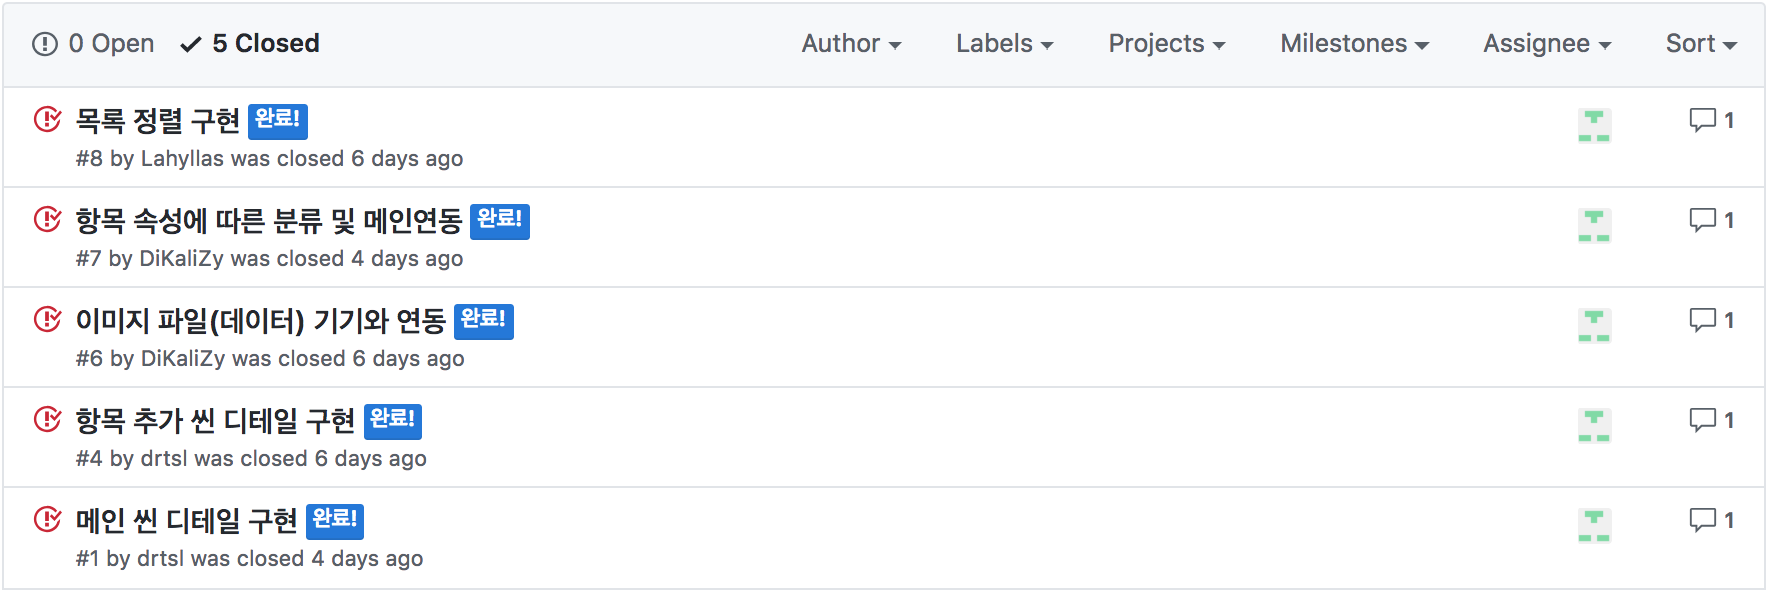 0 Open 5 Closed Author Labels Projects Milestones Assignee Sort
목록 정렬 구현 완료! 1
#8 by Lahyllas was closed 6 days ago
항목 속성에 따른 분류 및 메인연동 완료! 1
#7 by DiKaliZy was closed 4 days ago
이미지 파일(데이터) 기기와 연동 완료! 1
#6 by DiKaliZy was closed 6 days ago
항목 추가 씬 디테일 구현 완료! 1
#4 by drtsl was closed 6 days ago
메인 씬 디테일 구현 완료! 1
#1 by drtsl was closed 4 days ago